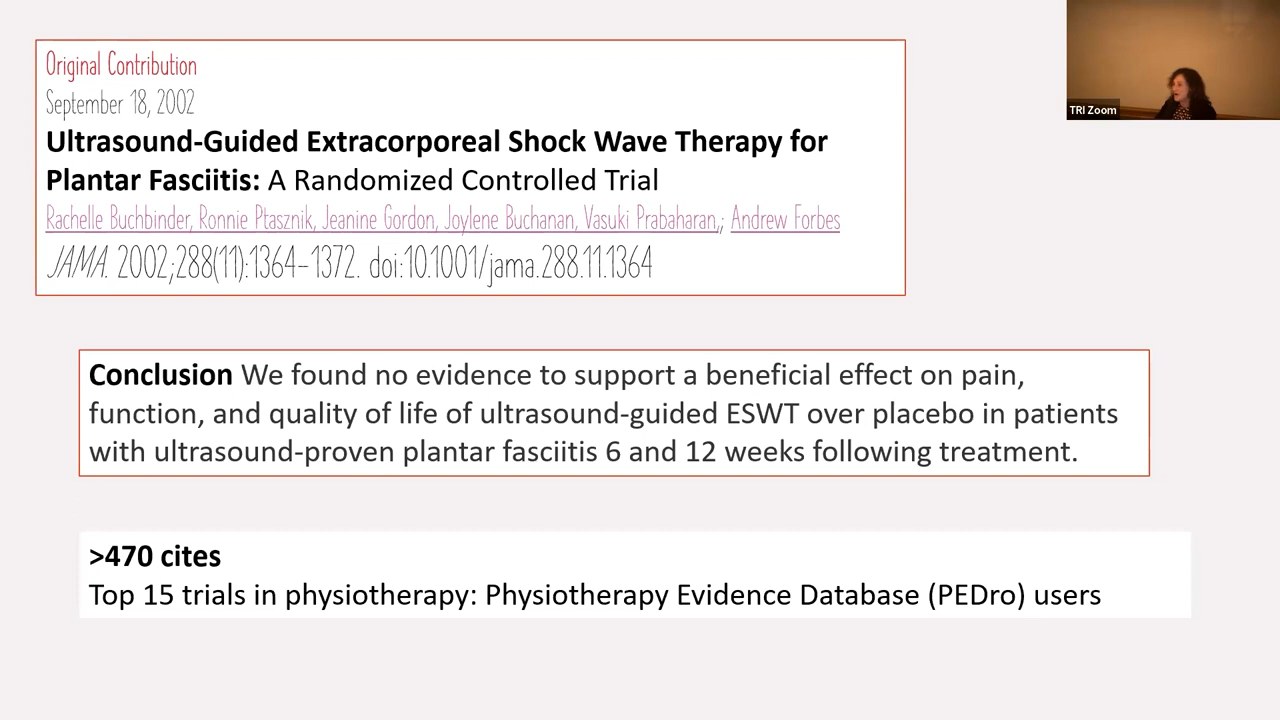 Original Contribution
September 18, 2002
Ultrasound-Guided Extracorporeal Shock Wave Therapy for
Plantar Fasciitis: A Randomized Controlled Trial
Rachelle Buchbinder, Ronnie Ptasznik, Jeanine Gordon, Joylene Buchanan, Vasuki Prabaharan,; Andrew Forbes
JAMA. 2002;288(11):1364–1372. doi:10.1001/jama.288.11.1364
TRI Zoom
Conclusion We found no evidence to support a beneficial effect on pain,
function, and quality of life of ultrasound-guided ESWT over placebo in patients
with ultrasound-proven plantar fasciitis 6 and 12 weeks following treatment.
>470 cites
Top 15 trials in physiotherapy: Physiotherapy Evidence Database (PEDro) users